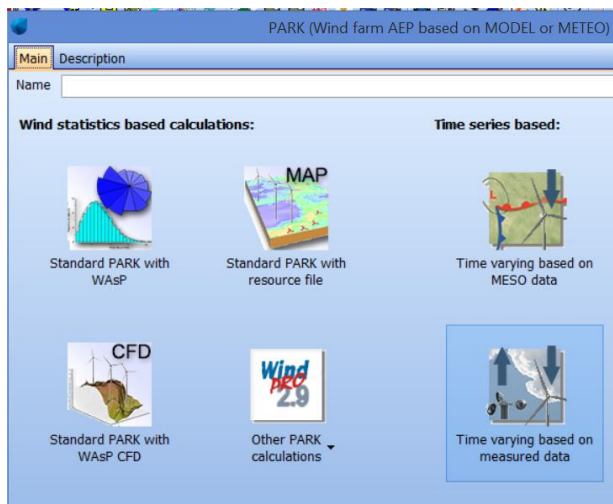 PARK (Wind farm AEP based on MODEL or METEO)
Main Description
Name
Wind statistics based calculations:
Time series based:
MAP
Standard PARK with
WAsP
Standard PARK with
resource file
Time varying based on
MESO data
CFD
Wind
PRO
2.9
Standard PARK with
WAsP CFD
Other PARK
calculations
Time varying based on
measured data